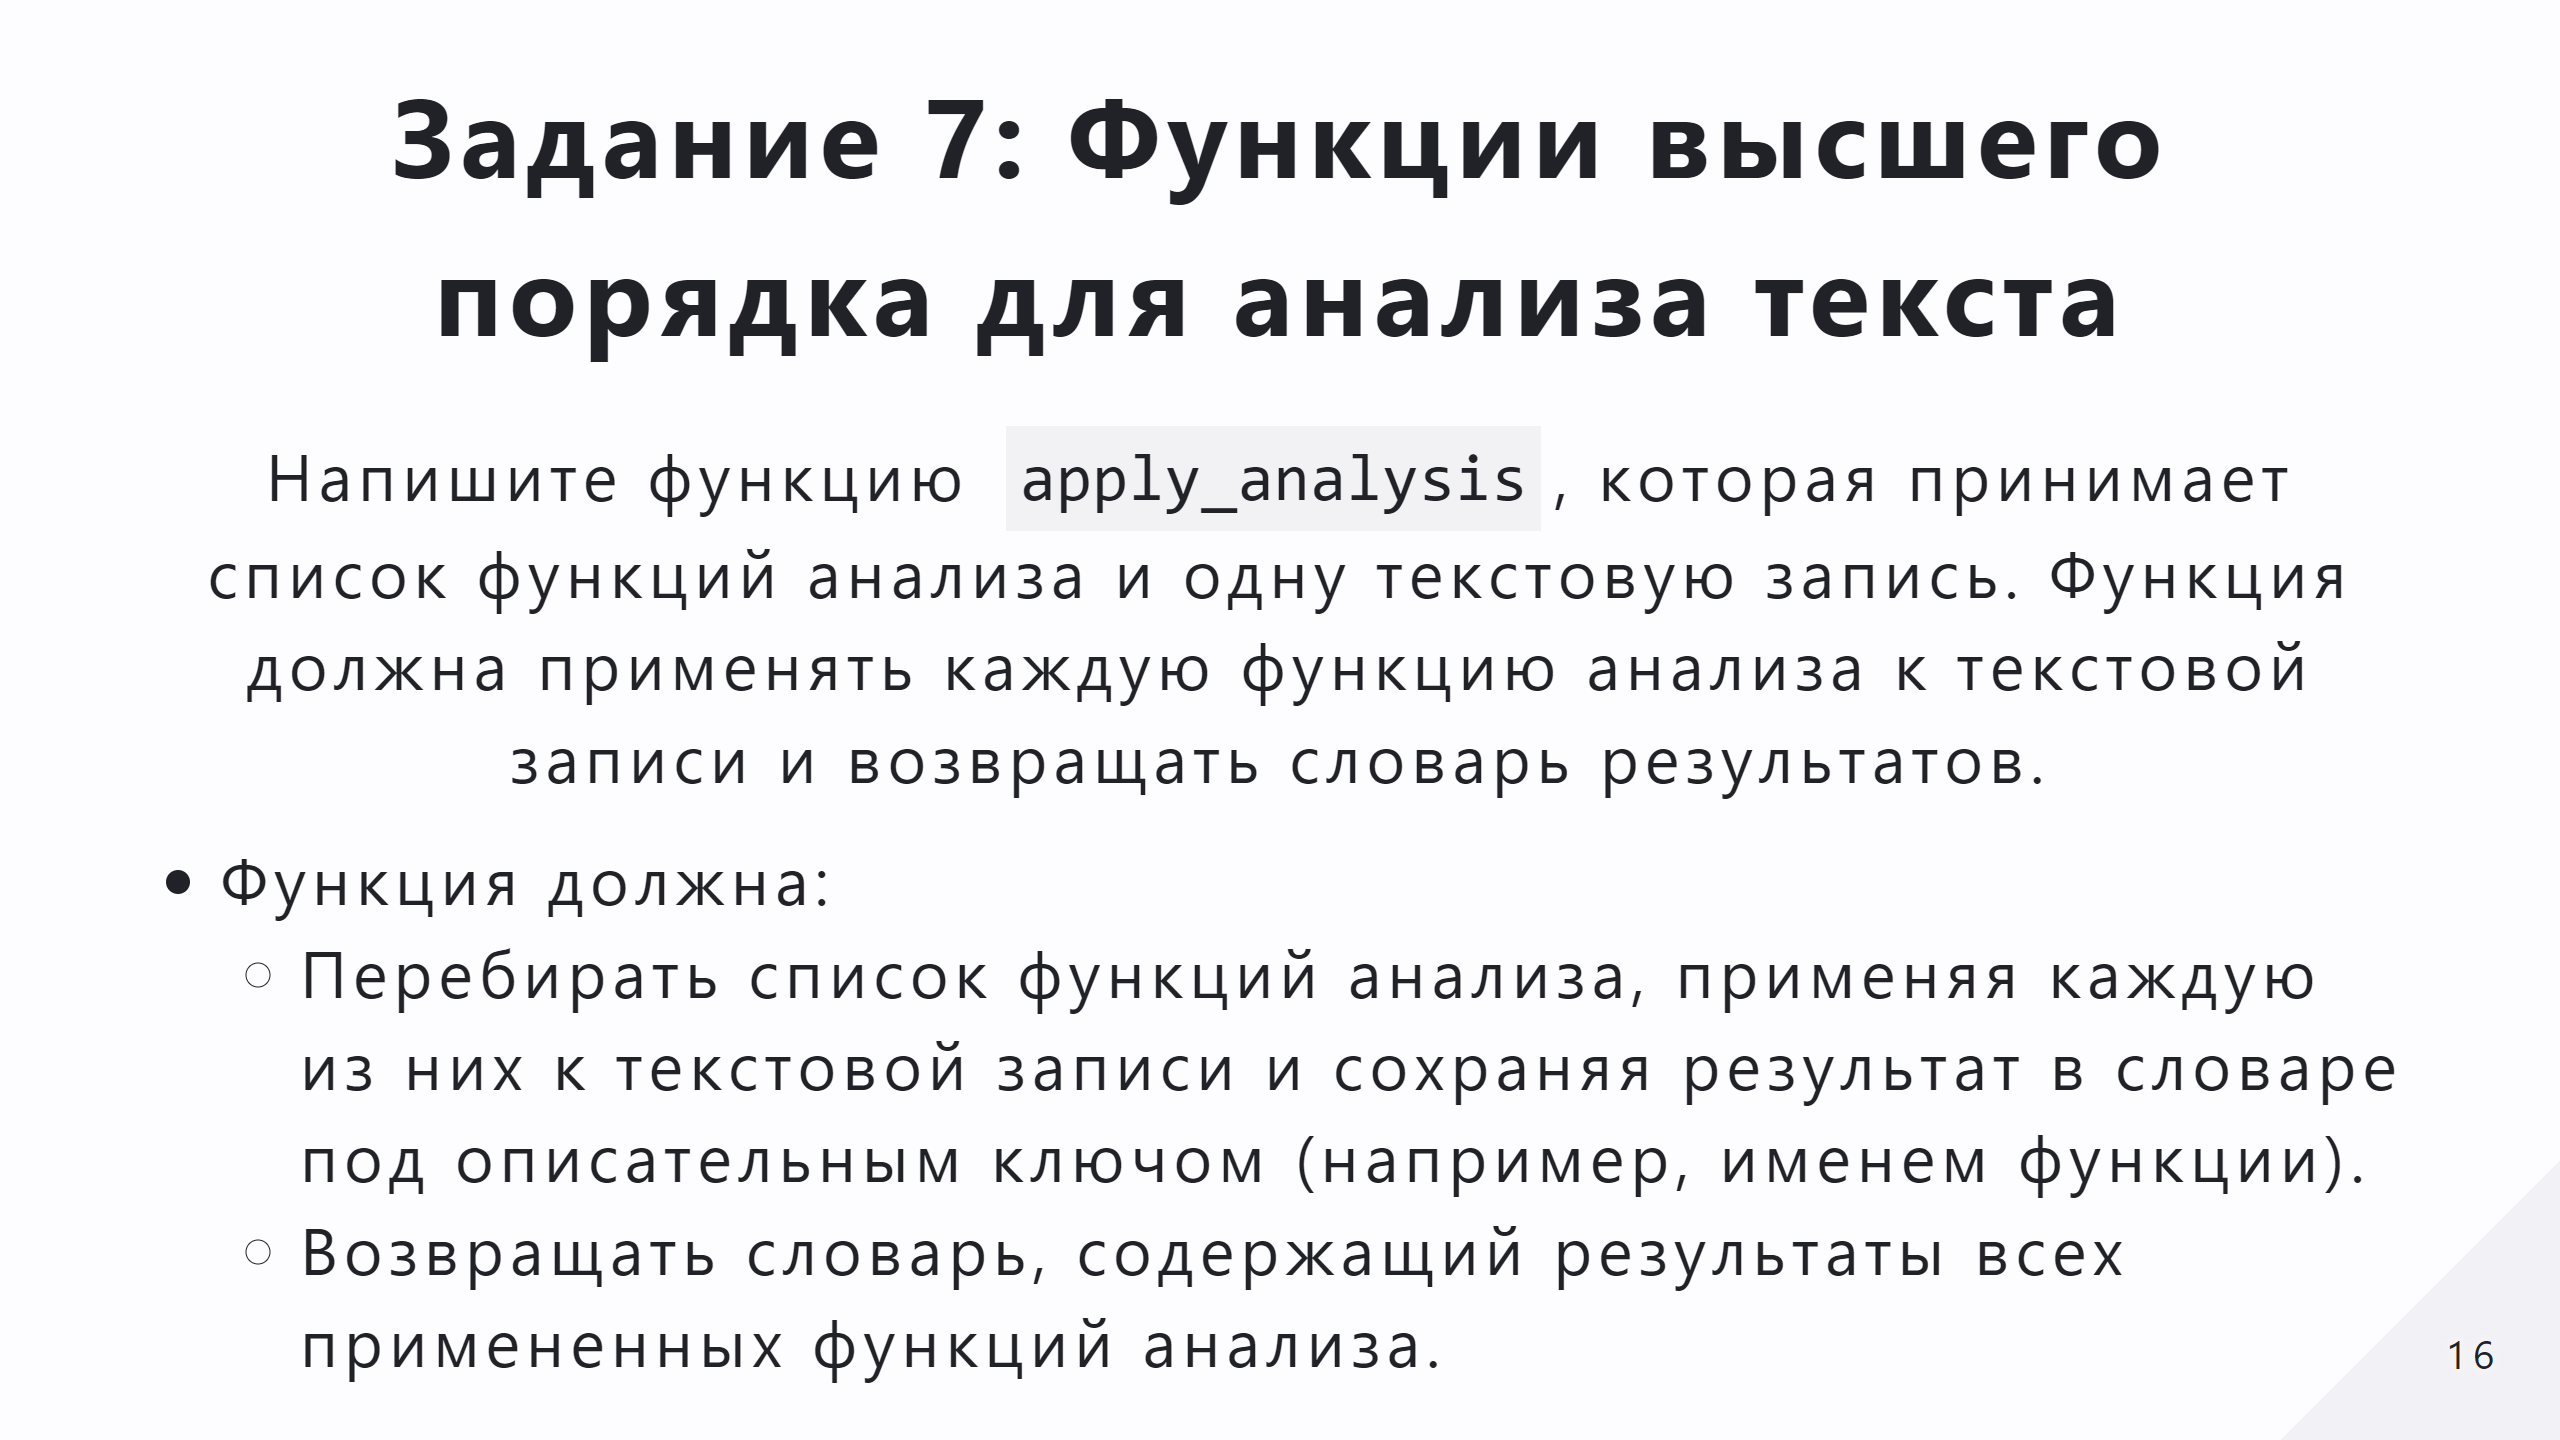 Задание 7: Функции высшего
порядка для анализа текста
Напишите функцию apply_analysis, которая принимает
список функций анализа и одну текстовую запись. Функция
должна применять каждую функцию анализа к текстовой
записи и возвращать словарь результатов.
• Функция должна:
○ Перебирать список функций анализа, применяя каждую
из них к текстовой записи и сохраняя результат в словаре
под описательным ключом (например, именем функции).
○ Возвращать словарь, содержащий результаты всех
примененных функций анализа.
16